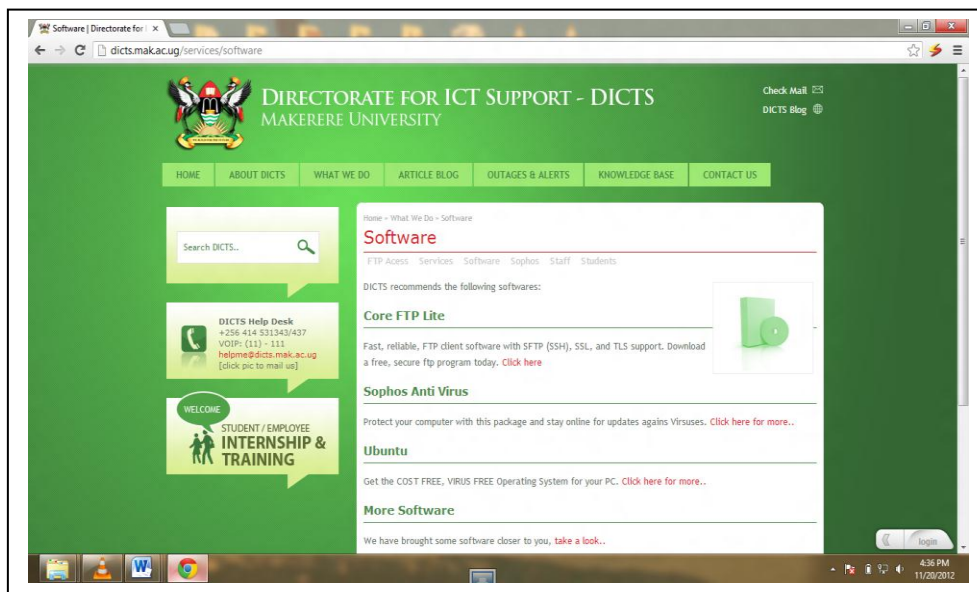 Software | Directorate for I
dicts.mak.ac.ug/services/software
DIRECTORATE FOR ICT SUPPORT - DICTS
MAKERERE UNIVERSITY
Check Mail
DICTS Blog
HOME ABOUT DICTS WHAT WE DO ARTICLE BLOG OUTAGES & ALERTS KNOWLEDGE BASE CONTACT US
Search DICTS..
DICTS Help Desk
+256 414 531343/437
VOIP: (11) - 111
helpme@dicts.mak.ac.ug
[click pic to mail us]
WELCOME
STUDENT / EMPLOYEE
INTERNSHIP &
TRAINING
Home » What We Do » Software
Software
FTP Acess Services Software Sophos Staff Students
DICTS recommends the following softwares:
Core FTP Lite
Fast, reliable, FTP client software with SFTP (SSH), SSL, and TLS support. Download
a free, secure ftp program today. Click here
Sophos Anti Virus
Protect your computer with this package and stay online for updates agains Virsuses. Click here for more..
Ubuntu
Get the COST FREE, VIRUS FREE Operating System for your PC. Click here for more..
More Software
We have brought some software closer to you, take a look..
login
4:36 PM
11/20/2012